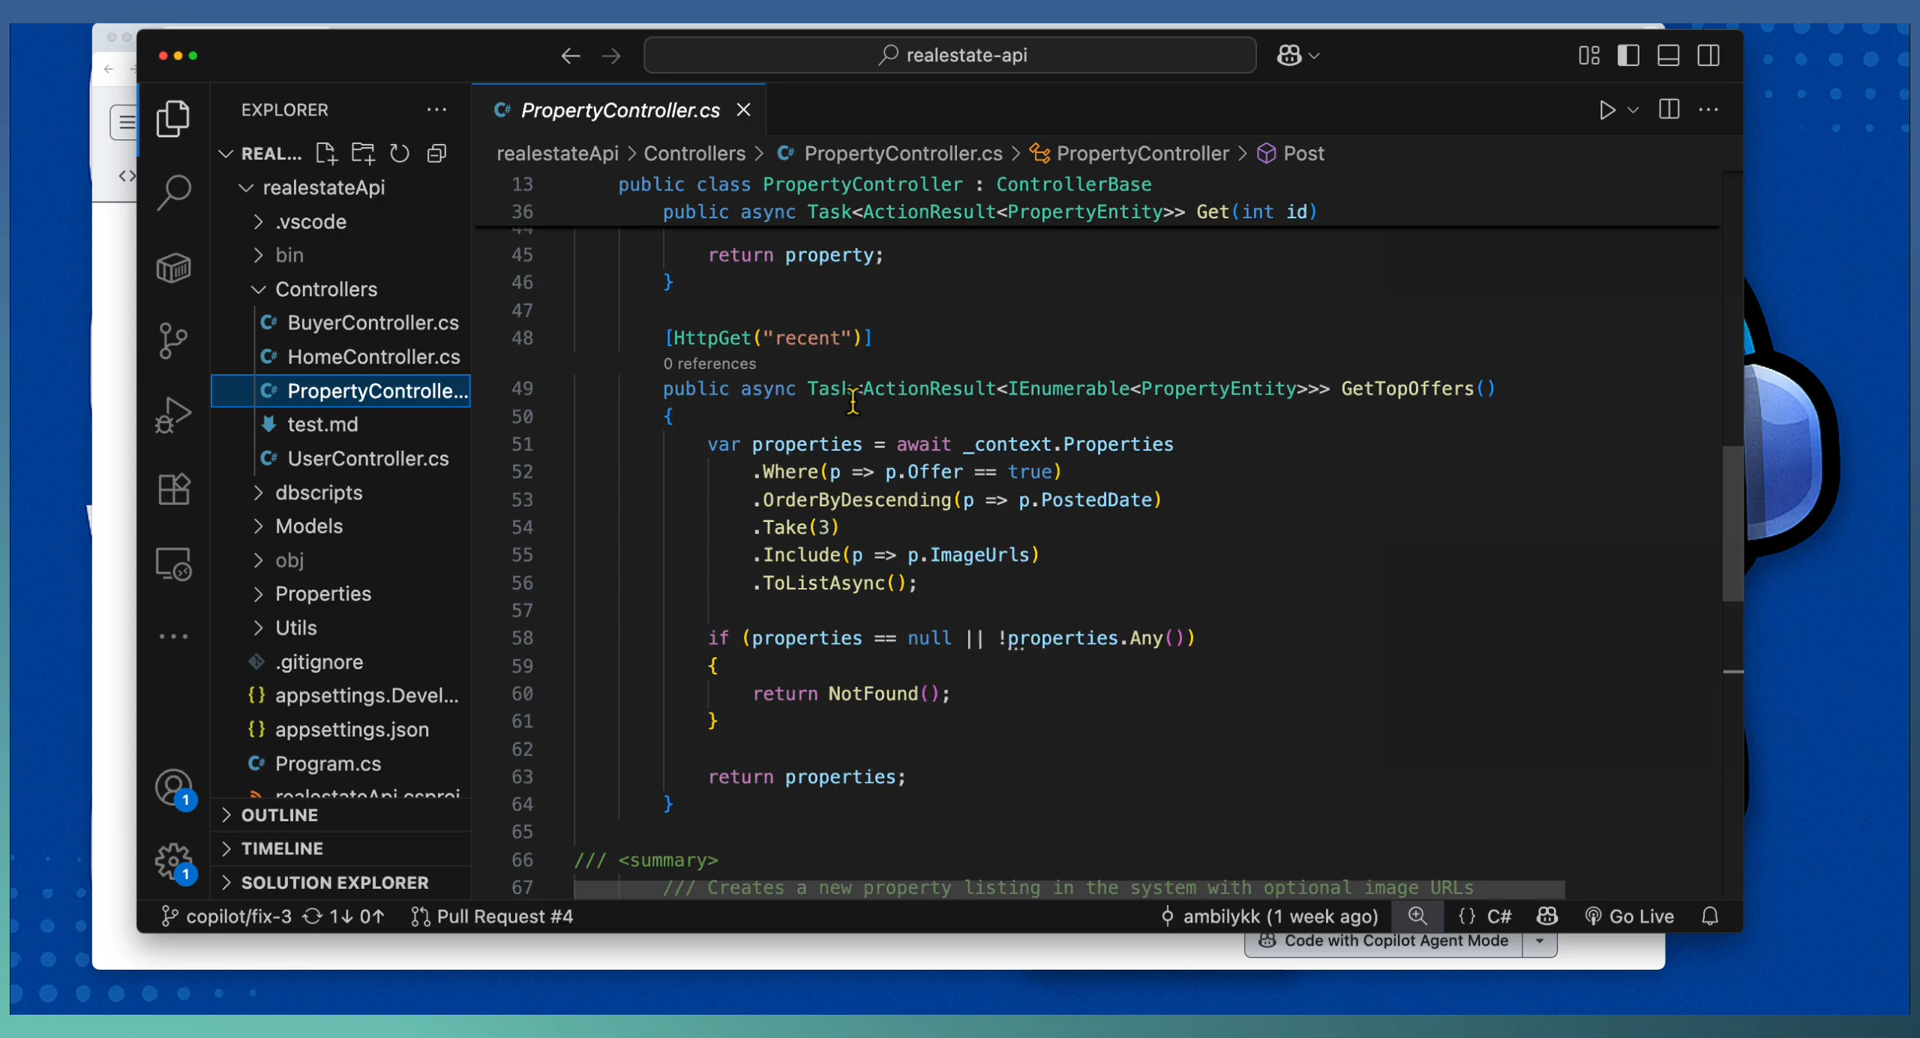 realestate-api
EXPLORER
PropertyController.cs
REAL...
realestateApi > Controllers > PropertyController.cs > PropertyController > Post
realestateApi
.vscode
bin
Controllers
BuyerController.cs
HomeController.cs
PropertyControlle...
test.md
UserController.cs
dbscripts
Models
obj
Properties
Utils
.gitignore
appsettings.Devel...
appsettings.json
Program.cs
realestateApi.csproj
OUTLINE
TIMELINE
SOLUTION EXPLORER
1
1
13 public class PropertyController : ControllerBase
36 public async Task<ActionResult<PropertyEntity>> Get(int id)
44
45 return property;
46 }
47
48 [HttpGet("recent")]
0 references
49 public async Task<ActionResult<IEnumerable<PropertyEntity>>> GetTopOffers()
50 {
51 var properties = await _context.Properties
52 .Where(p => p.Offer == true)
53 .OrderByDescending(p => p.PostedDate)
54 .Take(3)
55 .Include(p => p.ImageUrls)
56 .ToListAsync();
57
58 if (properties == null || !properties.Any())
59 {
60 return NotFound();
61 }
62
63 return properties;
64 }
65
66 /// <summary>
67 /// Creates a new property listing in the system with optional image URLs
copilot/fix-3 1↓ 0↑ Pull Request #4 ambilykk (1 week ago) {} C# Go Live
Code with Copilot Agent Mode